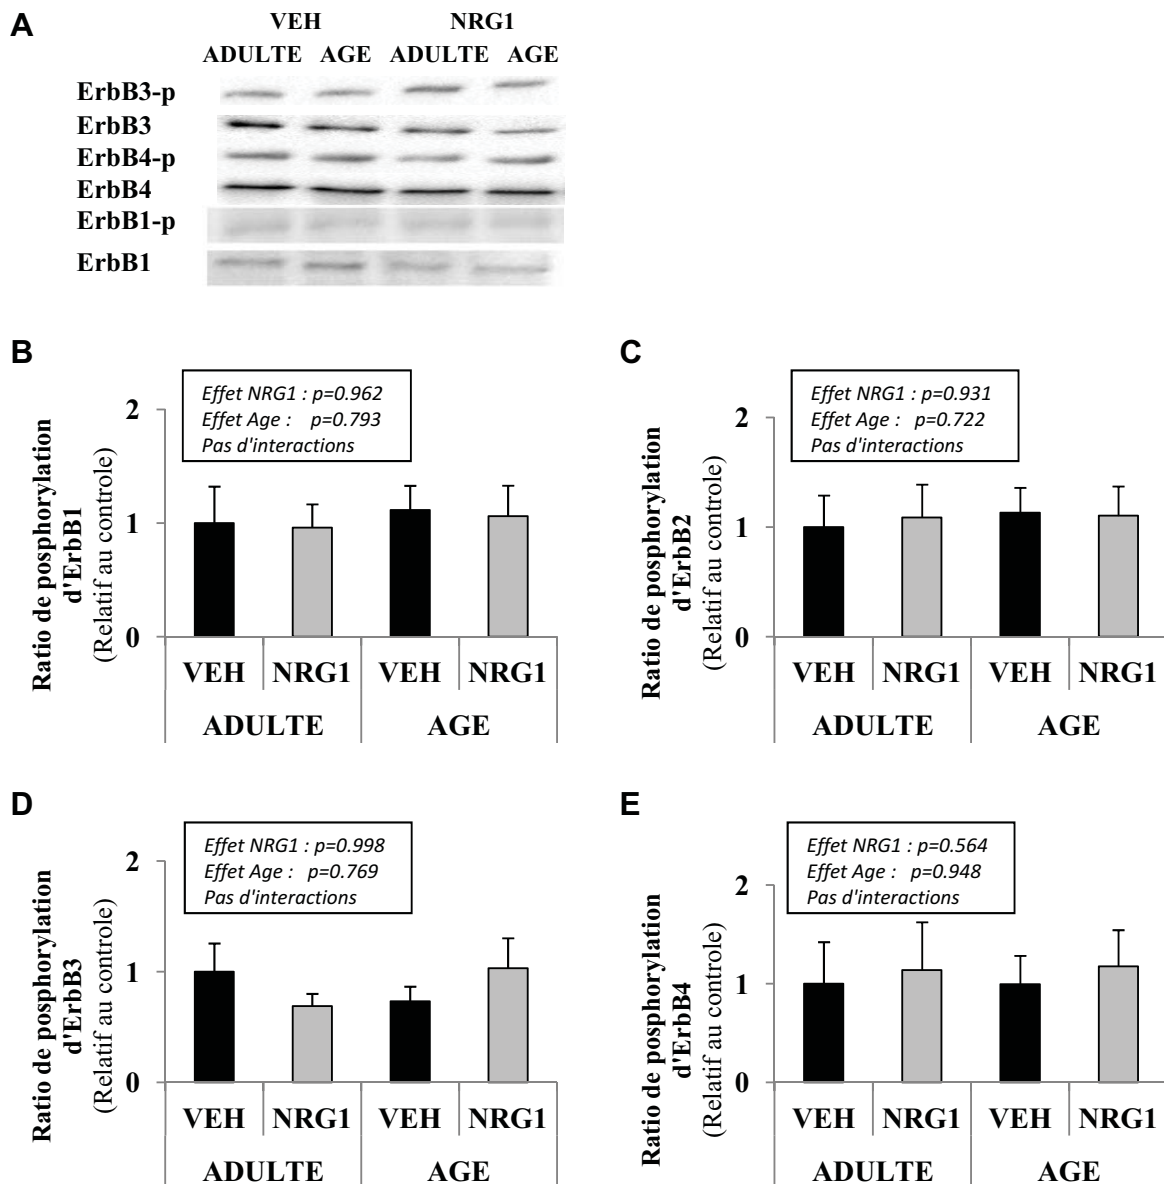 A
VEH NRG1
ADULTE AGE ADULTE AGE
ErbB3-p
ErbB3
ErbB4-p
ErbB4
ErbB1-p
ErbB1
B
Effet NRG1 : p=0.962
Effet Age : p=0.793
Pas d'interactions
Ratio de posphorylation
d'ErbB1
(Relatif au controle)
2
1
0
VEH NRG1 VEH NRG1
ADULTE AGE
C
Effet NRG1 : p=0.931
Effet Age : p=0.722
Pas d'interactions
Ratio de posphorylation
d'ErbB2
(Relatif au controle)
2
1
0
VEH NRG1 VEH NRG1
ADULTE AGE
D
Effet NRG1 : p=0.998
Effet Age : p=0.769
Pas d'interactions
Ratio de posphorylation
d'ErbB3
(Relatif au controle)
2
1
0
VEH NRG1 VEH NRG1
ADULTE AGE
E
Effet NRG1 : p=0.564
Effet Age : p=0.948
Pas d'interactions
Ratio de posphorylation
d'ErbB4
(Relatif au controle)
2
1
0
VEH NRG1 VEH NRG1
ADULTE AGE